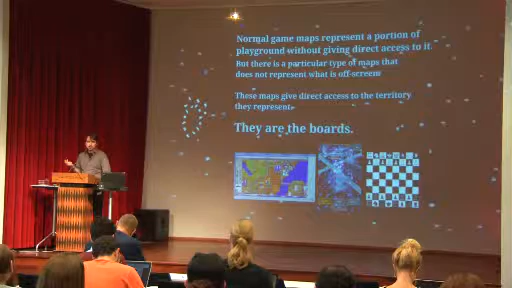 Normal game maps represent a portion of
playground without giving direct access to it.
But there is a particular type of maps that
does not represent what is off-screen
These maps give direct access to the territory
they represent.
They are the boards.